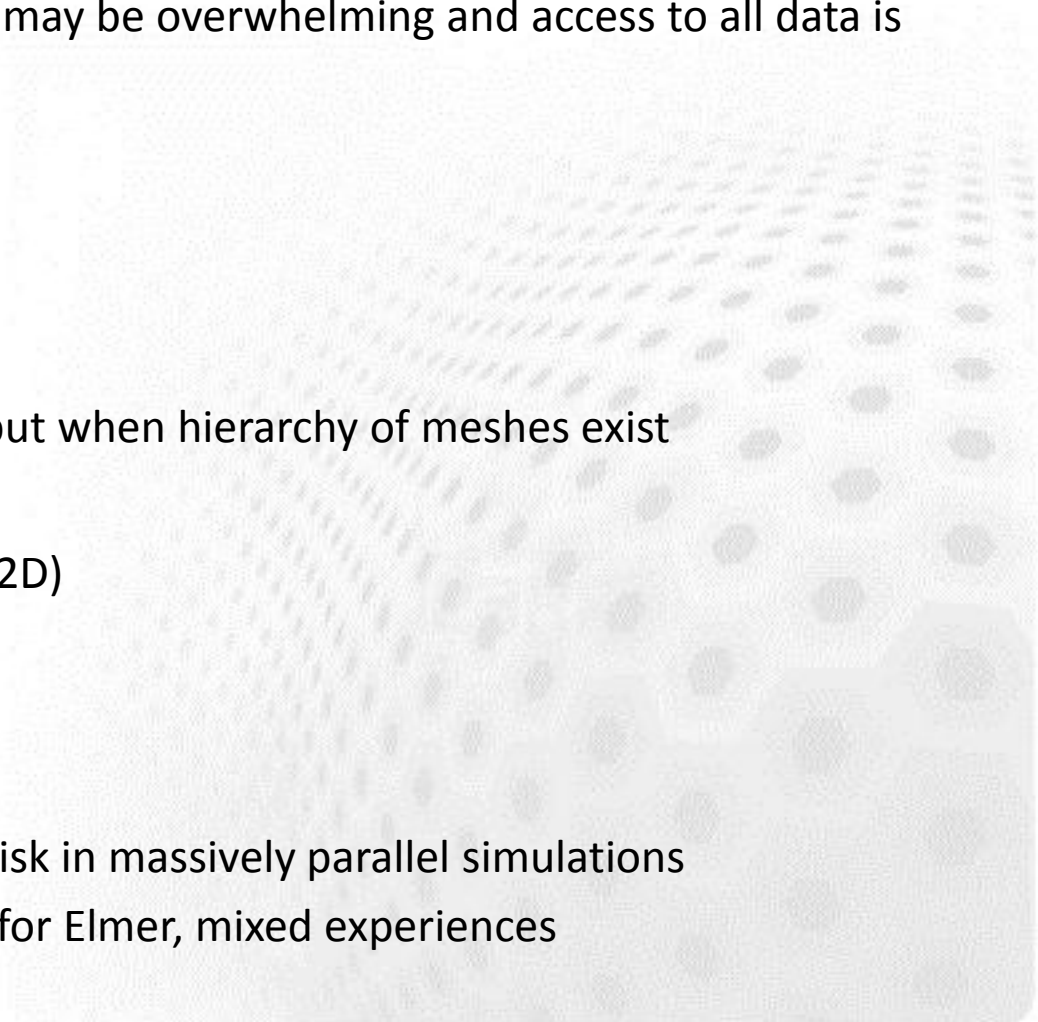 may be overwhelming and access to all data is
out when hierarchy of meshes exist
2D)
isk in massively parallel simulations
for Elmer, mixed experiences